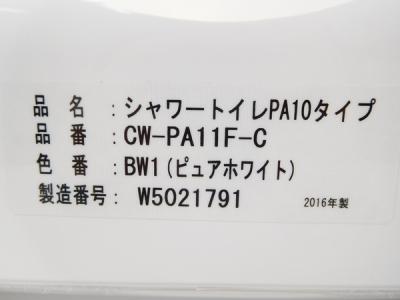 品 名 : シャワートイレPA10タイプ
品 番 : CW-PA11F-C
色 番 : BW1(ピュアホワイト)
製造番号: W5021791 2016年製